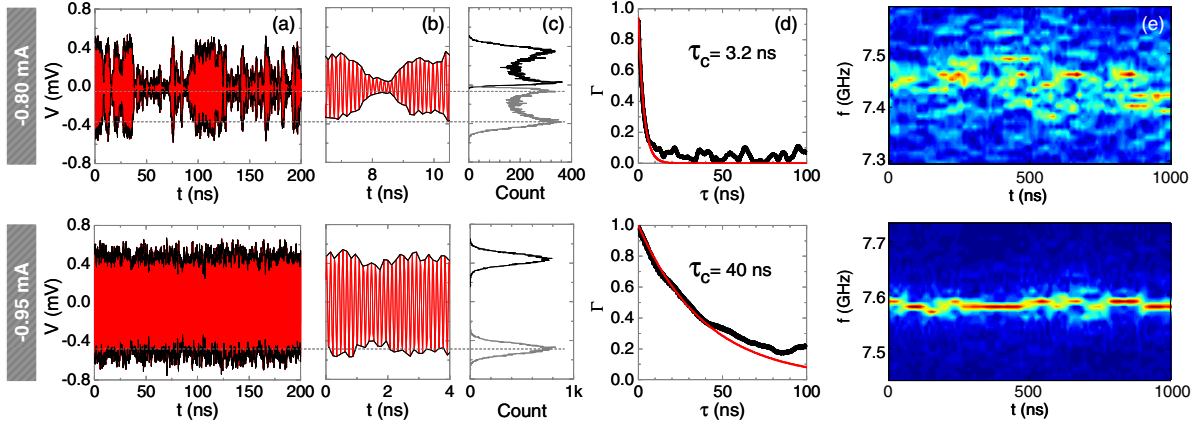 -0.80 mA
V (mV)
0.8
0.4
0.0
-0.4
-0.8
(a)
0 50 100 150 200
t (ns)
(b)
8 10
t (ns)
(c)
0 200 400
Count
(d)
Γ
1.0
0.8
0.6
0.4
0.2
0.0
τc= 3.2 ns
0 50 100
τ (ns)
(e)
f (GHz)
7.5
7.4
7.3
0 500 1000
t (ns)
-0.95 mA
V (mV)
0.8
0.4
0.0
-0.4
-0.8
0 50 100 150 200
t (ns)
0 2 4
t (ns)
0 1k
Count
Γ
1.0
0.8
0.6
0.4
0.2
0.0
τc= 40 ns
0 50 100
τ (ns)
f (GHz)
7.7
7.6
7.5
0 500 1000
t (ns)